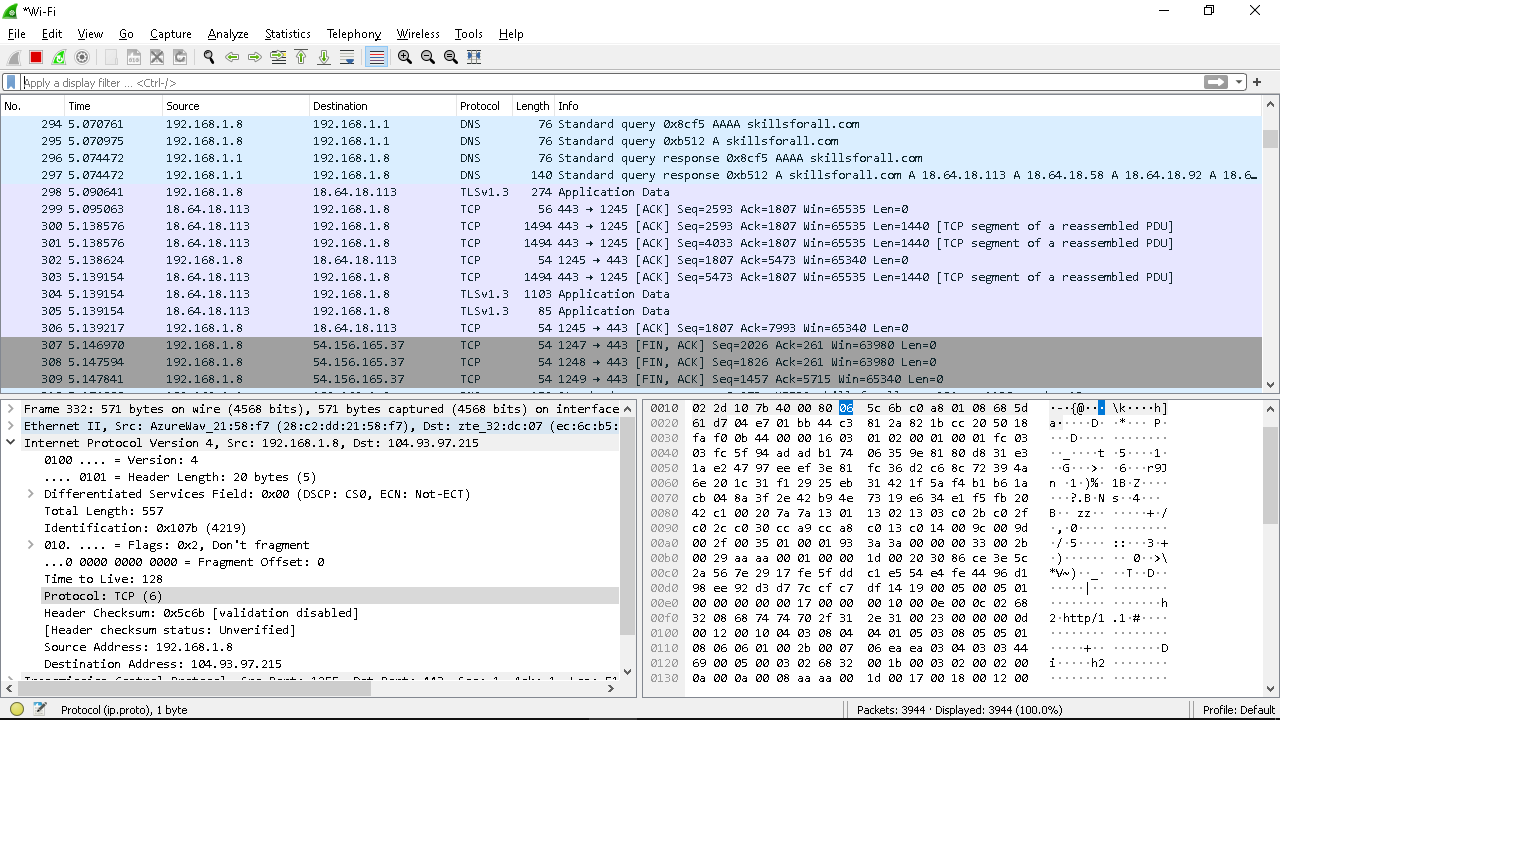 *Wi-Fi
File Edit View Go Capture Analyze Statistics Telephony Wireless Tools Help
Apply a display filter ... <Ctrl-/>
No. Time Source Destination Protocol Length Info
294 5.070761 192.168.1.8 192.168.1.1 DNS 76 Standard query 0x8cf5 AAAA skillsforall.com
295 5.070975 192.168.1.8 192.168.1.1 DNS 76 Standard query 0xb512 A skillsforall.com
296 5.074472 192.168.1.1 192.168.1.8 DNS 76 Standard query response 0x8cf5 AAAA skillsforall.com
297 5.074472 192.168.1.1 192.168.1.8 DNS 140 Standard query response 0xb512 A skillsforall.com A 18.64.18.113 A 18.64.18.58 A 18.64.18.92 A 18.6…
298 5.090641 192.168.1.8 18.64.18.113 TLSv1.3 274 Application Data
299 5.095063 18.64.18.113 192.168.1.8 TCP 56 443 → 1245 [ACK] Seq=2593 Ack=1807 Win=65535 Len=0
300 5.138576 18.64.18.113 192.168.1.8 TCP 1494 443 → 1245 [ACK] Seq=2593 Ack=1807 Win=65535 Len=1440 [TCP segment of a reassembled PDU]
301 5.138576 18.64.18.113 192.168.1.8 TCP 1494 443 → 1245 [ACK] Seq=4033 Ack=1807 Win=65535 Len=1440 [TCP segment of a reassembled PDU]
302 5.138624 192.168.1.8 18.64.18.113 TCP 54 1245 → 443 [ACK] Seq=1807 Ack=5473 Win=65340 Len=0
303 5.139154 18.64.18.113 192.168.1.8 TCP 1494 443 → 1245 [ACK] Seq=5473 Ack=1807 Win=65535 Len=1440 [TCP segment of a reassembled PDU]
304 5.139154 18.64.18.113 192.168.1.8 TLSv1.3 1103 Application Data
305 5.139154 18.64.18.113 192.168.1.8 TLSv1.3 85 Application Data
306 5.139217 192.168.1.8 18.64.18.113 TCP 54 1245 → 443 [ACK] Seq=1807 Ack=7993 Win=65340 Len=0
307 5.146970 192.168.1.8 54.156.165.37 TCP 54 1247 → 443 [FIN, ACK] Seq=2026 Ack=261 Win=63980 Len=0
308 5.147594 192.168.1.8 54.156.165.37 TCP 54 1248 → 443 [FIN, ACK] Seq=1826 Ack=261 Win=63980 Len=0
309 5.147841 192.168.1.8 54.156.165.37 TCP 54 1249 → 443 [FIN, ACK] Seq=1457 Ack=5715 Win=65340 Len=0
Frame 332: 571 bytes on wire (4568 bits), 571 bytes captured (4568 bits) on interface
Ethernet II, Src: AzureWav_21:58:f7 (28:c2:dd:21:58:f7), Dst: zte_32:dc:07 (ec:6c:b5:
Internet Protocol Version 4, Src: 192.168.1.8, Dst: 104.93.97.215
0100 .... = Version: 4
.... 0101 = Header Length: 20 bytes (5)
Differentiated Services Field: 0x00 (DSCP: CS0, ECN: Not-ECT)
Total Length: 557
Identification: 0x107b (4219)
010. .... = Flags: 0x2, Don't fragment
...0 0000 0000 0000 = Fragment Offset: 0
Time to Live: 128
Protocol: TCP (6)
Header Checksum: 0x5c6b [validation disabled]
[Header checksum status: Unverified]
Source Address: 192.168.1.8
Destination Address: 104.93.97.215
0010 02 2d 10 7b 40 00 80 06 5c 6b c0 a8 01 08 68 5d ·-·{@··· \k····h]
0020 61 d7 04 e7 01 bb 44 c3 81 2a 82 1b cc 20 50 18 a·····D· ·*··· P·
0030 fa f0 0b 44 00 00 16 03 01 02 00 01 00 01 fc 03 ···D···· ········
0040 03 fc 5f 94 ad ad b1 74 06 35 9e 81 80 d8 31 e3 ··_····t ·5····1·
0050 1a e2 47 97 ee ef 3e 81 fc 36 d2 c6 8c 72 39 4a ··G···>· ·6···r9J
0060 6e 20 1c 31 f1 29 25 eb 31 42 1f 5a f4 b1 b6 1a n ·1·)%· 1B·Z····
0070 cb 04 8a 3f 2e 42 b9 4e 73 19 e6 34 e1 f5 fb 20 ···?.B·N s··4···
0080 42 c1 00 20 7a 7a 13 01 13 02 13 03 c0 2b c0 2f B·· zz·· ·····+·/
0090 c0 2c c0 30 cc a9 cc a8 c0 13 c0 14 00 9c 00 9d ·,·0···· ········
00a0 00 2f 00 35 01 00 01 93 3a 3a 00 00 00 33 00 2b ·/·5···· ::···3·+
00b0 00 29 aa aa 00 01 00 00 1d 00 20 30 86 ce 3e 5c ·)······ ·· 0··>\
00c0 2a 56 7e 29 17 fe 5f dd c1 e5 54 e4 fe 44 96 d1 *V~)··_· ··T··D··
00d0 98 ee 92 d3 d7 7c cf c7 df 14 19 00 05 00 05 01 ·····|·· ········
00e0 00 00 00 00 00 17 00 00 00 10 00 0e 00 0c 02 68 ········ ·······h
00f0 32 08 68 74 74 70 2f 31 2e 31 00 23 00 00 00 0d 2·http/1 .1·#····
0100 00 12 00 10 04 03 08 04 04 01 05 03 08 05 05 01 ········ ········
0110 08 06 06 01 00 2b 00 07 06 ea ea 03 04 03 03 44 ·····+·· ·······D
0120 69 00 05 00 03 02 68 32 00 1b 00 03 02 00 02 00 i·····h2 ········
0130 0a 00 0a 00 08 aa aa 00 1d 00 17 00 18 00 12 00 ········ ········
Protocol (ip.proto), 1 byte
Packets: 3944 · Displayed: 3944 (100.0%)
Profile: Default